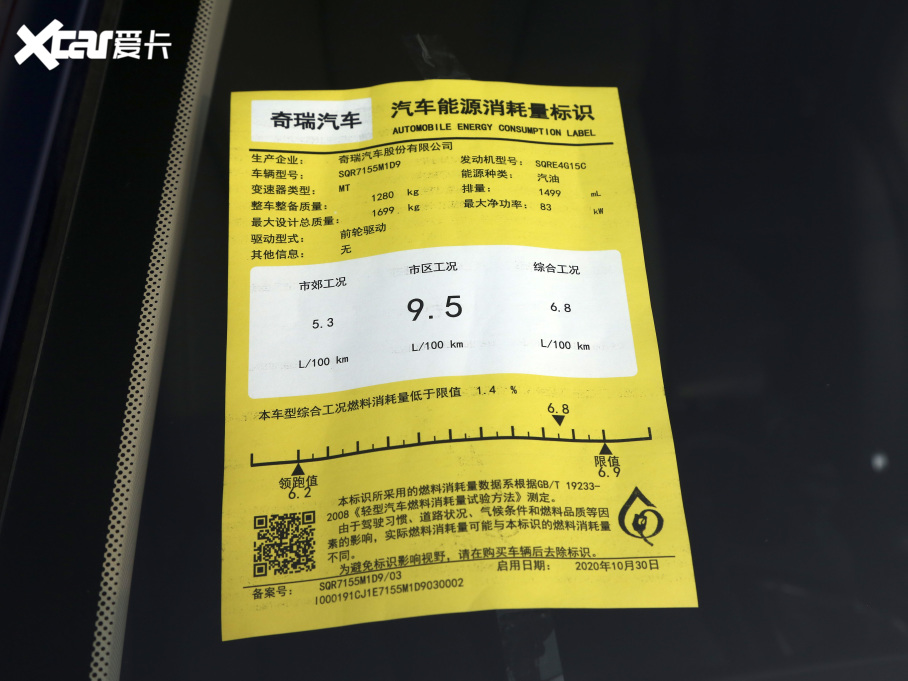 Xcar爱卡
奇瑞汽车
汽车能源消耗量标识
AUTOMOBILE ENERGY CONSUMPTION LABEL
生产企业： 奇瑞汽车股份有限公司
车辆型号： SQR7155M1D9 发动机型号： SQRE4G15C
变速器类型： MT 能源种类： 汽油
整车整备质量： 1280 kg 排量： 1499 mL
最大设计总质量： 1699 kg 最大净功率： 83 kW
驱动型式： 前轮驱动
其他信息： 无
市郊工况 市区工况 综合工况
5.3 9.5 6.8
L/100 km L/100 km L/100 km
本车型综合工况燃料消耗量低于限值 1.4 %
6.8
领跑值 限值
6.2 6.9
本标识所采用的燃料消耗量数据系根据GB/T 19233-
2008《轻型汽车燃料消耗量试验方法》测定。
由于驾驶习惯、道路状况、气候条件和燃料品质等因
素的影响，实际燃料消耗量可能与本标识的燃料消耗量
不同。
为避免标识影响视野，请在购买车辆后去除标识。
备案号： SQR7155M1D9/03 启用日期： 2020年10月30日
I000191CJ1E7155M1D9030002